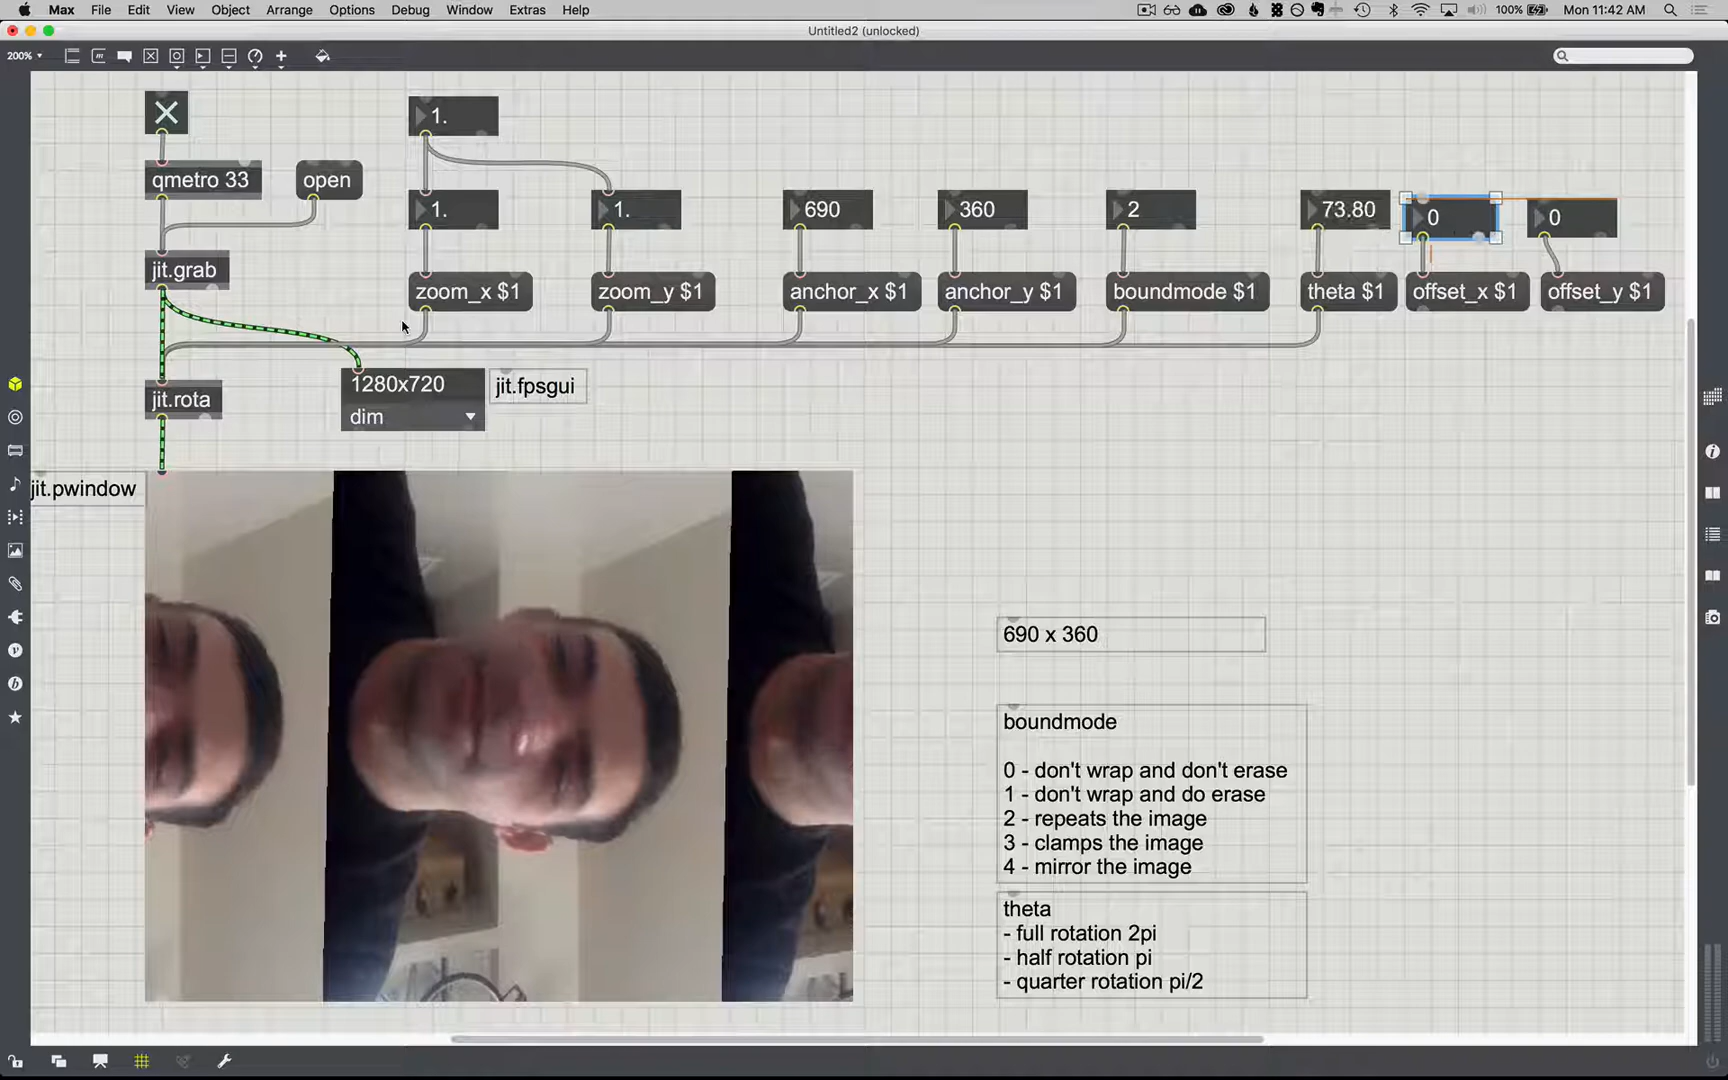 Max File Edit View Object Arrange Options Debug Window Extras Help
100% Mon 11:42 AM
Untitled2 (unlocked)
200%
1.
qmetro 33
open
1.
1.
690
360
2
73.80
0
0
jit.grab
zoom_x $1
zoom_y $1
anchor_x $1
anchor_y $1
boundmode $1
theta $1
offset_x $1
offset_y $1
jit.rota
1280x720
dim
jit.fpsgui
jit.pwindow
690 x 360
boundmode
0 - don't wrap and don't erase
1 - don't wrap and do erase
2 - repeats the image
3 - clamps the image
4 - mirror the image
theta
- full rotation 2pi
- half rotation pi
- quarter rotation pi/2